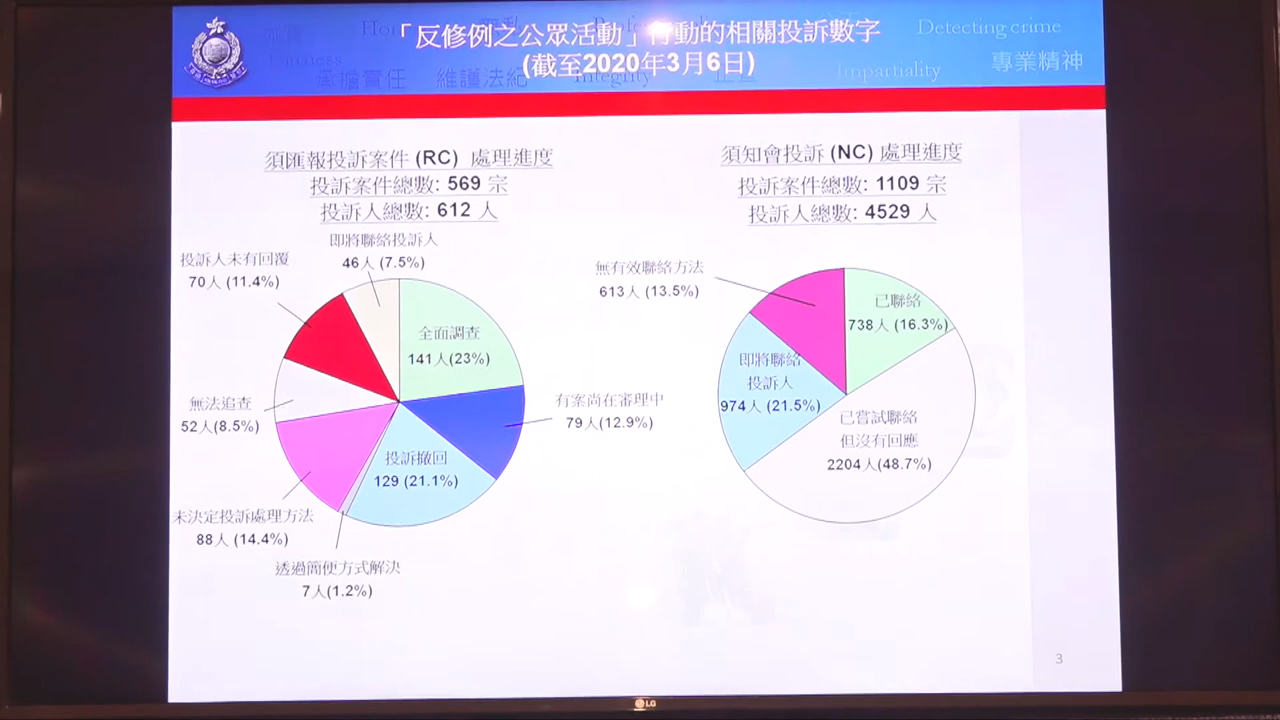 「反修例之公眾活動」行動的相關投訴數字
(截至2020年3月6日)
Detecting crime
承擔責任
維護法紀
Integrity
Impartiality
專業精神
須匯報投訴案件 (RC) 處理進度
投訴案件總數: 569 宗
投訴人總數: 612 人
即將聯絡投訴人
46人 (7.5%)
投訴人未有回覆
70人 (11.4%)
全面調查
141人(23%)
有案尚在審理中
79人(12.9%)
無法追查
52人(8.5%)
投訴撤回
129 (21.1%)
未決定投訴處理方法
88人 (14.4%)
透過簡便方式解決
7人(1.2%)
須知會投訴 (NC) 處理進度
投訴案件總數: 1109 宗
投訴人總數: 4529 人
無有效聯絡方法
613人 (13.5%)
已聯絡
738人 (16.3%)
即將聯絡
投訴人
974人 (21.5%)
已嘗試聯絡
但沒有回應
2204人(48.7%)
3
LG